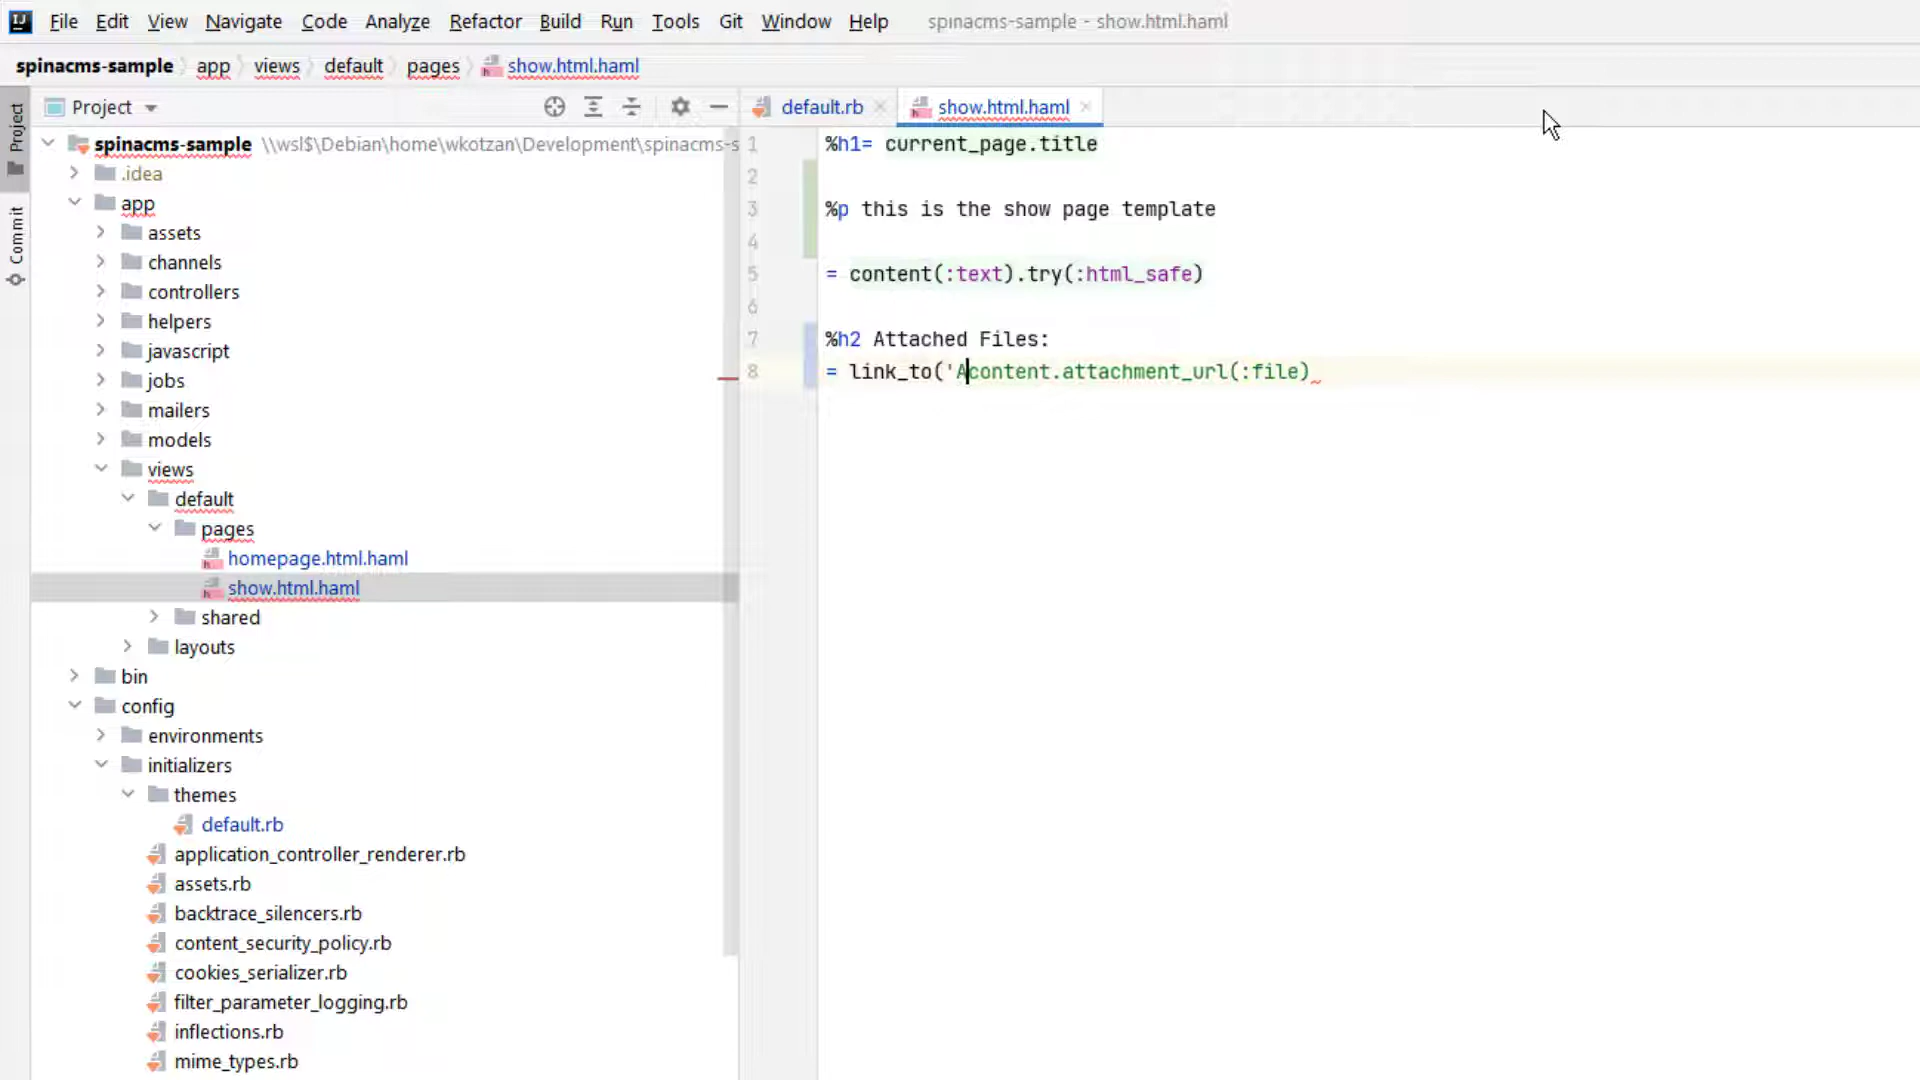 IJ File Edit View Navigate Code Analyze Refactor Build Run Tools Git Window Help spinacms-sample - show.html.haml
spinacms-sample app views default pages show.html.haml
Project default.rb show.html.haml
Project
Commit
spinacms-sample \\wsl$\Debian\home\wkotzan\Development\spinacms-s
.idea
app
assets
channels
controllers
helpers
javascript
jobs
mailers
models
views
default
pages
homepage.html.haml
show.html.haml
shared
layouts
bin
config
environments
initializers
themes
default.rb
application_controller_renderer.rb
assets.rb
backtrace_silencers.rb
content_security_policy.rb
cookies_serializer.rb
filter_parameter_logging.rb
inflections.rb
mime_types.rb
1 %h1= current_page.title
2
3 %p this is the show page template
4
5 = content(:text).try(:html_safe)
6
7 %h2 Attached Files:
8 = link_to('Acontent.attachment_url(:file)